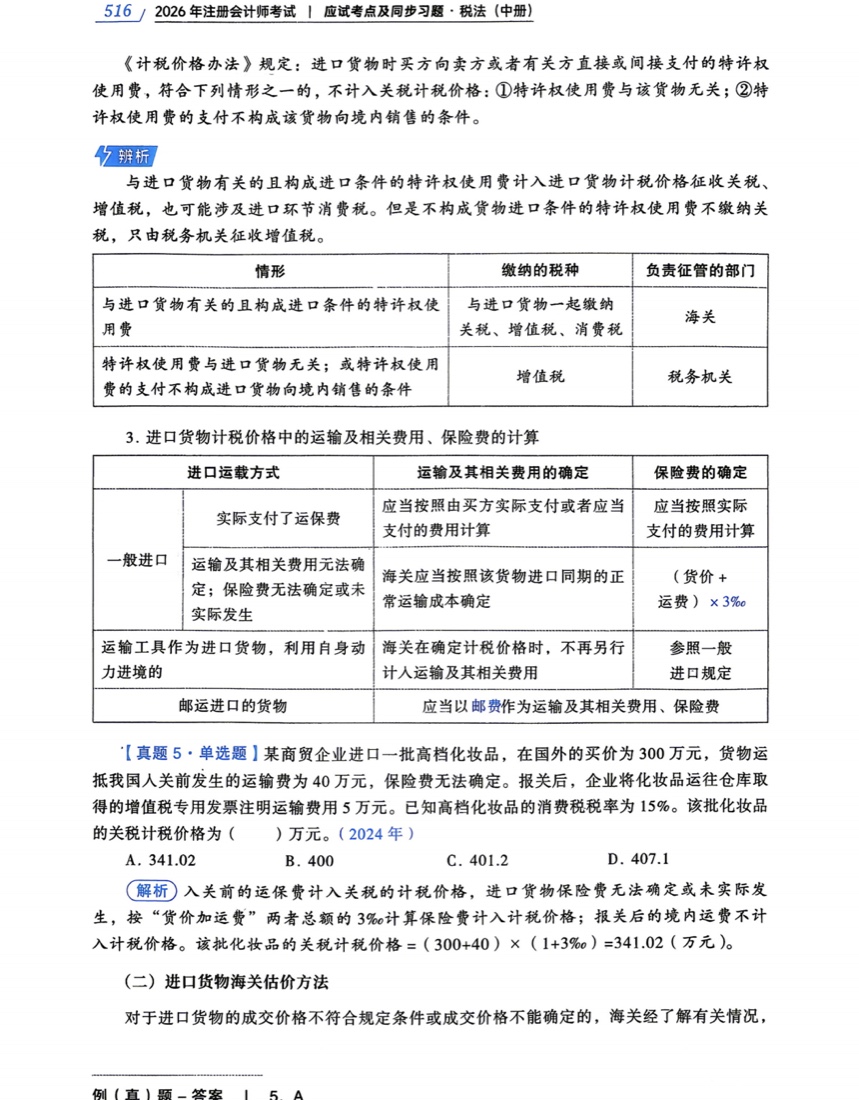 516 2026年注册会计师考试 | 应试考点及同步习题·税法(中册)
《计税价格办法》规定:进口货物时买方向卖方或者有关方直接或间接支付的特许权
使用费,符合下列情形之一的,不计入关税计税价格:①特许权使用费与该货物无关;②特
许权使用费的支付不构成该货物向境内销售的条件。
辨析
与进口货物有关的且构成进口条件的特许权使用费计入进口货物计税价格征收关税、
增值税,也可能涉及进口环节消费税。但是不构成货物进口条件的特许权使用费不缴纳关
税,只由税务机关征收增值税。
情形 缴纳的税种 负责征管的部门
与进口货物有关的且构成进口条件的特许权使
用费
与进口货物一起缴纳
关税、增值税、消费税
海关
特许权使用费与进口货物无关;或特许权使用
费的支付不构成进口货物向境内销售的条件
增值税
税务机关
3. 进口货物计税价格中的运输及相关费用、保险费的计算
进口运载方式 运输及其相关费用的确定 保险费的确定
一般进口
实际支付了运保费
应当按照由买方实际支付或者应当
支付的费用计算
应当按照实际
支付的费用计算
运输及其相关费用无法确
定;保险费无法确定或未
实际发生
海关应当按照该货物进口同期的正
常运输成本确定
(货价+
运费)×3‰
运输工具作为进口货物,利用自身动
力进境的
海关在确定计税价格时,不再另行
计入运输及其相关费用
参照一般
进口规定
邮运进口的货物 应当以邮费作为运输及其相关费用、保险费
【真题5·单选题】某商贸企业进口一批高档化妆品,在国外的买价为300万元,货物运
抵我国入关前发生的运输费为40万元,保险费无法确定。报关后,企业将化妆品运往仓库取
得的增值税专用发票注明运输费用5万元。已知高档化妆品的消费税税率为15%。该批化妆品
的关税计税价格为( )万元。(2024年)
A. 341.02 B. 400 C. 401.2 D. 407.1
解析 入关前的运保费计入关税的计税价格,进口货物保险费无法确定或未实际发
生,按“货价加运费”两者总额的3‰计算保险费计入计税价格;报关后的境内运费不计
入计税价格。该批化妆品的关税计税价格=(300+40)×(1+3‰)=341.02(万元)。
(二)进口货物海关估价方法
对于进口货物的成交价格不符合规定条件或成交价格不能确定的,海关经了解有关情况,
例(真)题-答案 | 5. A